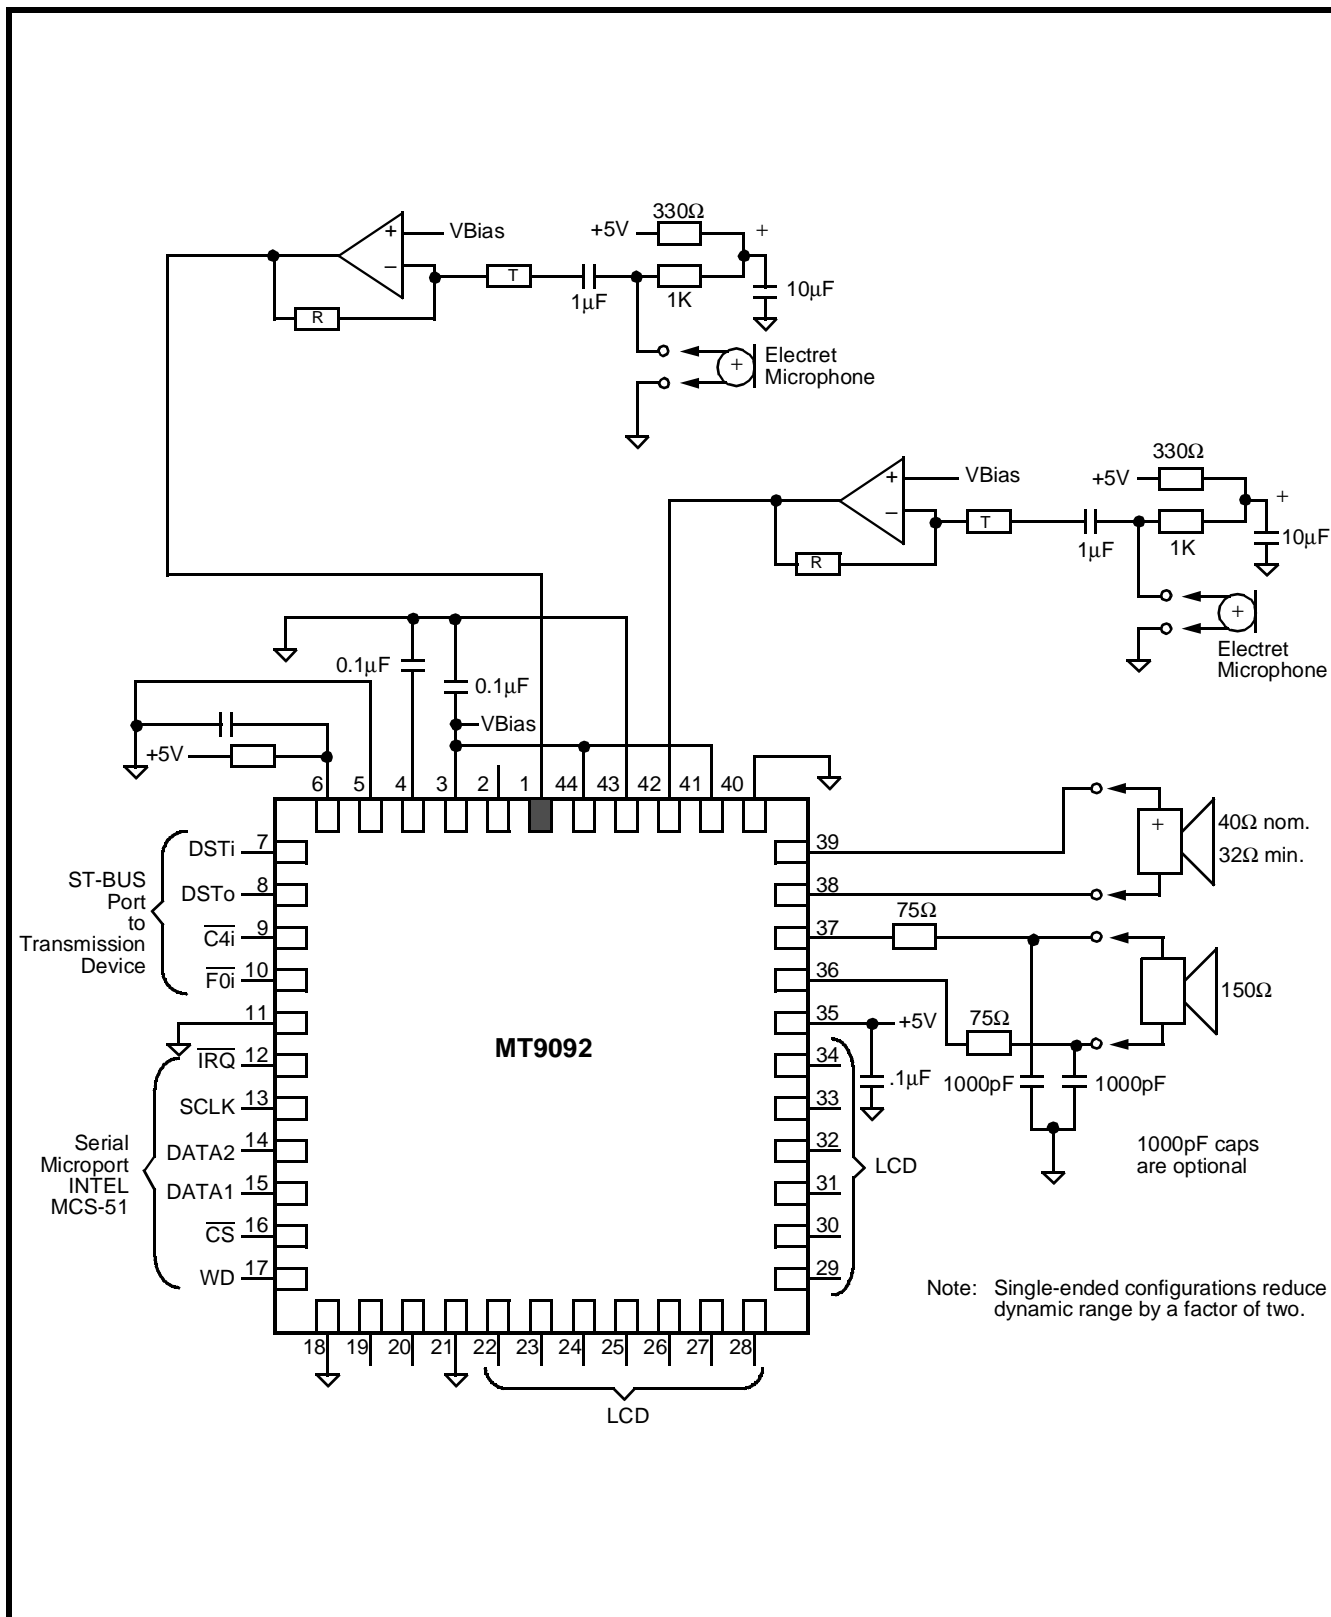 330Ω
+
+5V
VBias
+
−
T
R
1µF
1K
10µF
+
Electret
Microphone
330Ω
+
+5V
VBias
+
−
T
R
1µF
1K
10µF
+
Electret
Microphone
0.1µF
0.1µF
VBias
+5V
6
5
4
3
2
1
44
43
42
41
40
DSTi 7
DSTo 8
C4i 9
F0i 10
11
IRQ 12
SCLK 13
DATA2 14
DATA1 15
CS 16
WD 17
ST-BUS
Port
to
Transmission
Device
Serial
Microport
INTEL
MCS-51
MT9092
39
38
37
36
35
34
33
32
31
30
29
+
40Ω nom.
32Ω min.
75Ω
75Ω
150Ω
+5V
.1µF
1000pF
1000pF
1000pF caps
are optional
LCD
Note: Single-ended configurations reduce
dynamic range by a factor of two.
18
19
20
21
22
23
24
25
26
27
28
LCD